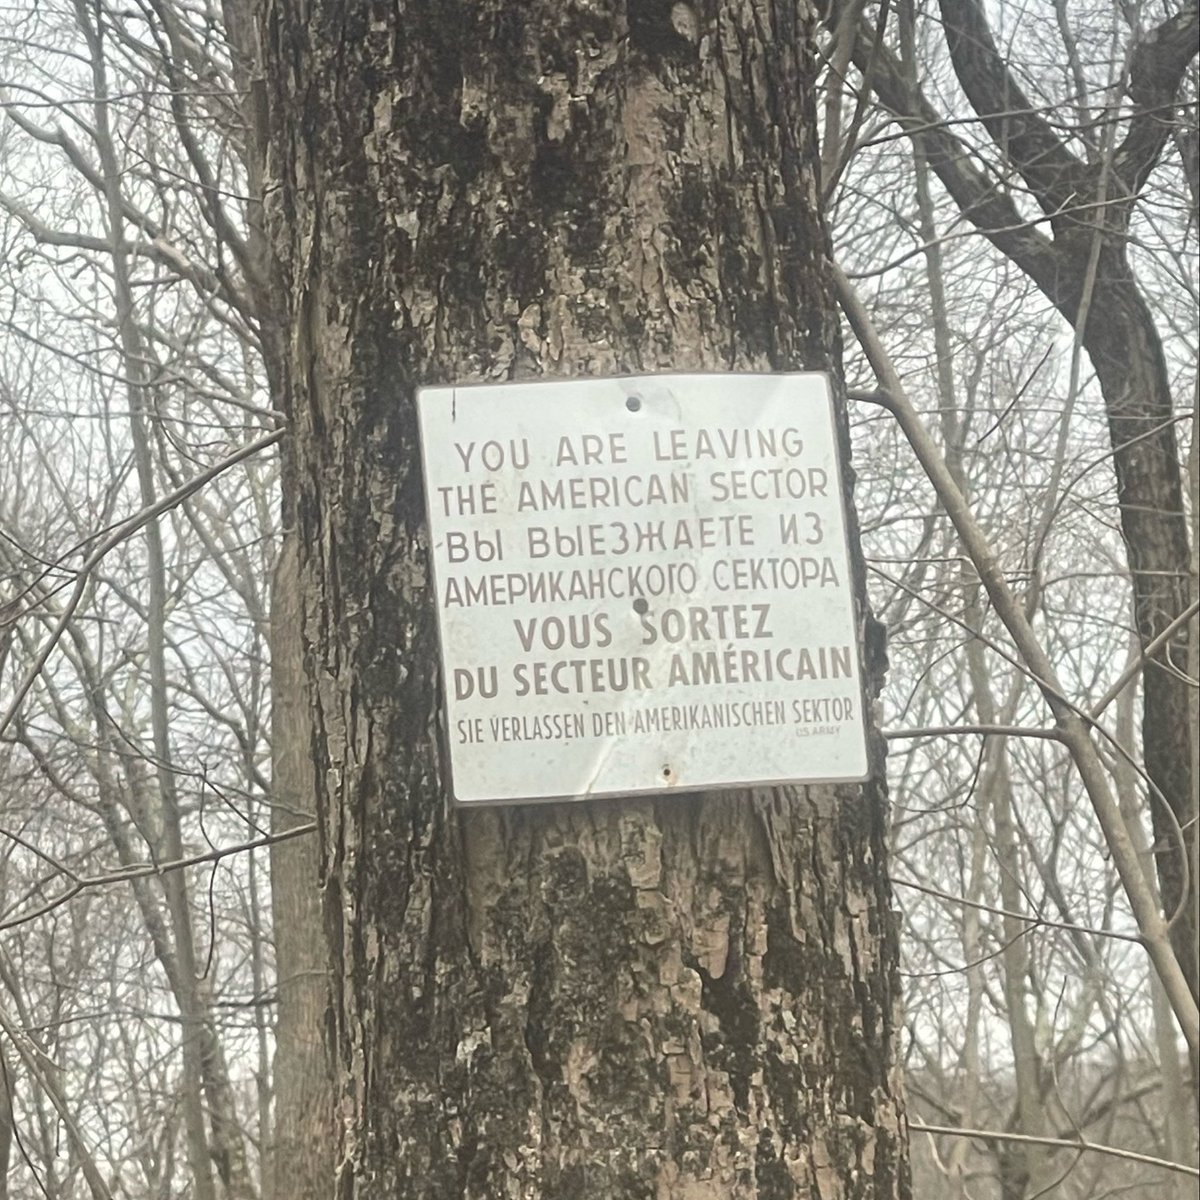 YOU ARE LEAVING
THE AMERICAN SECTOR
ВЫ ВЫЕЗЖАЕТЕ ИЗ
АМЕРИКАНСКОГО СЕКТОРА
VOUS SORTEZ
DU SECTEUR AMÉRICAIN
SIE VERLASSEN DEN AMERIKANISCHEN SEKTOR
US ARMY